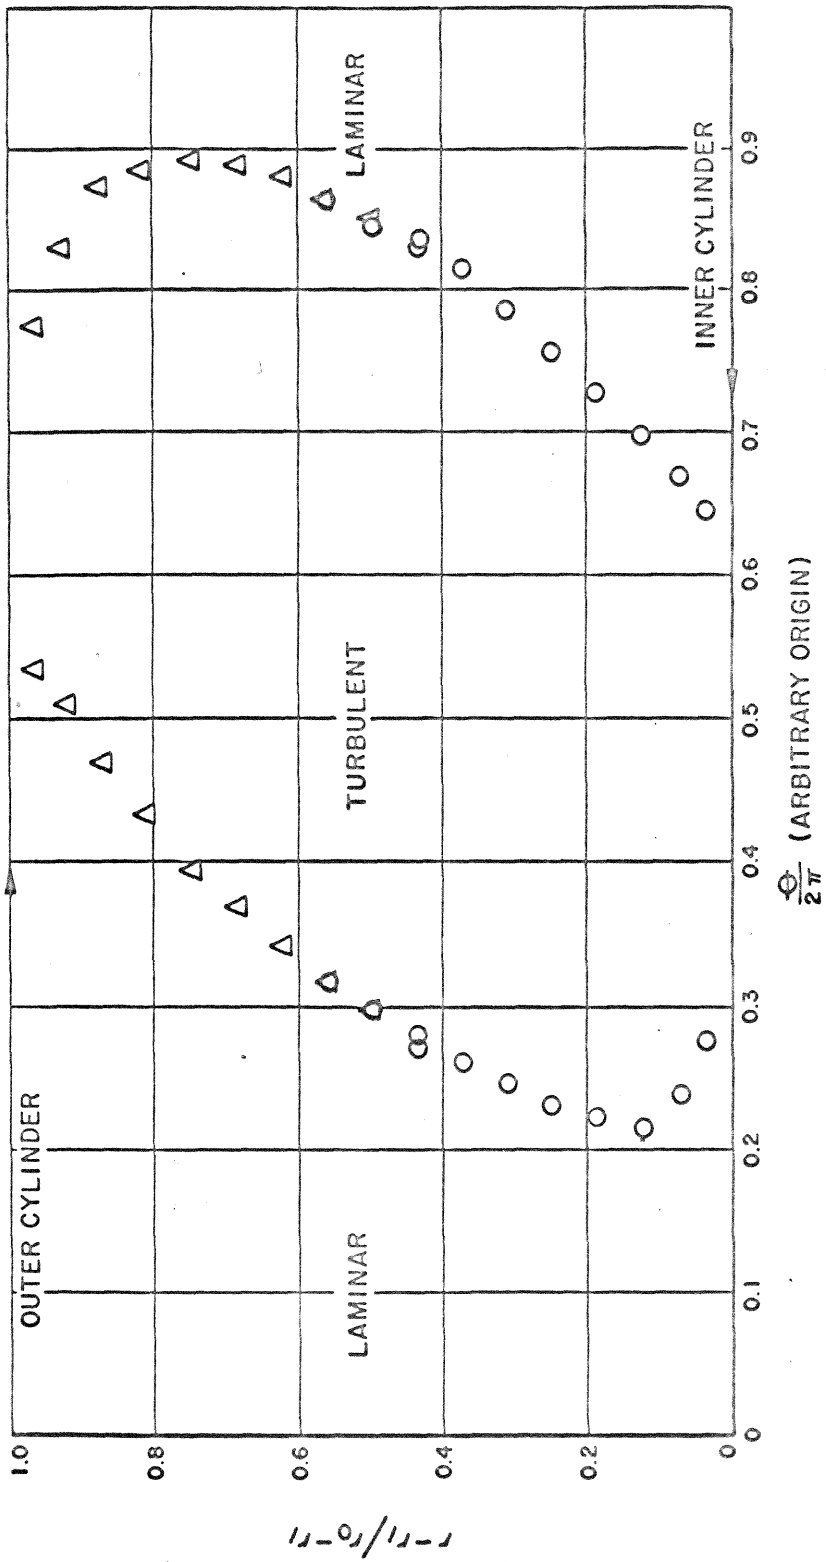 OUTER CYLINDER
LAMINAR
TURBULENT
LAMINAR
INNER CYLINDER
1.0
0.8
0.6
0.4
0.2
0
r-r₁/r₀-r₁
0
0.1
0.2
0.3
0.4
0.5
0.6
0.7
0.8
0.9
Φ/2π (ARBITRARY ORIGIN)